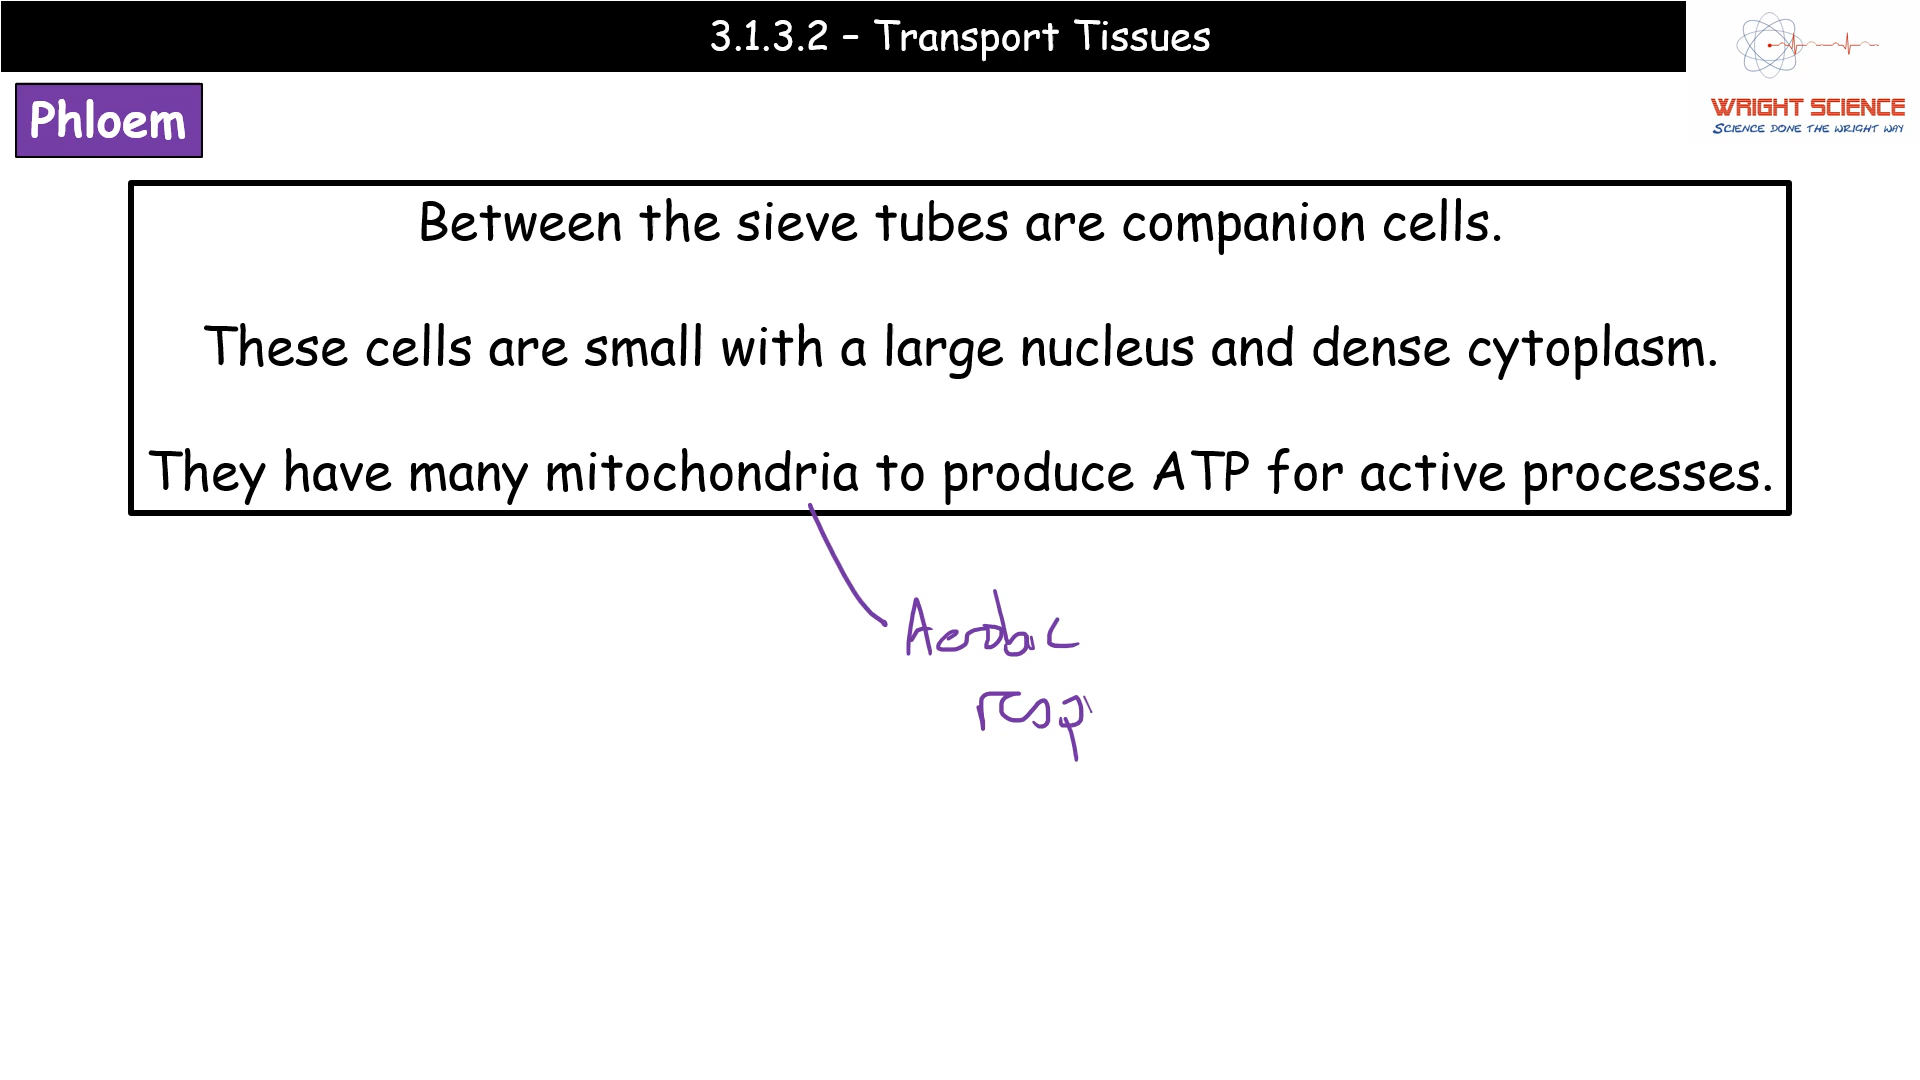 3.1.3.2 – Transport Tissues
WRIGHT SCIENCE
SCIENCE DONE THE WRIGHT WAY
Phloem
Between the sieve tubes are companion cells.
These cells are small with a large nucleus and dense cytoplasm.
They have many mitochondria to produce ATP for active processes.
Aerobic
resp